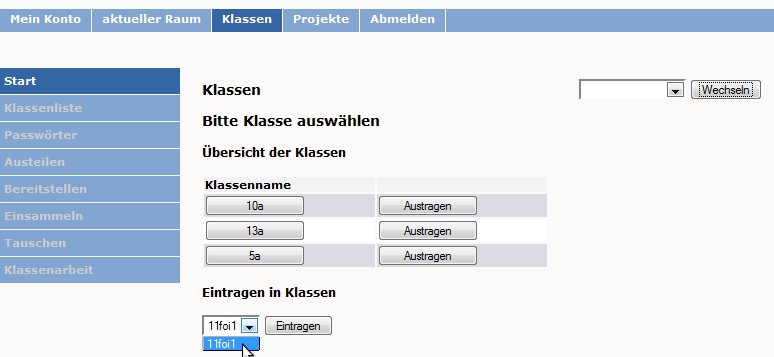 Mein Konto aktueller Raum Klassen Projekte Abmelden
Start
Klassenliste
Passwörter
Austeilen
Bereitstellen
Einsammeln
Tauschen
Klassenarbeit
Klassen
Wechseln
Bitte Klasse auswählen
Übersicht der Klassen
Klassenname
10a Austragen
13a Austragen
5a Austragen
Eintragen in Klassen
11foi1 Eintragen
11foi1